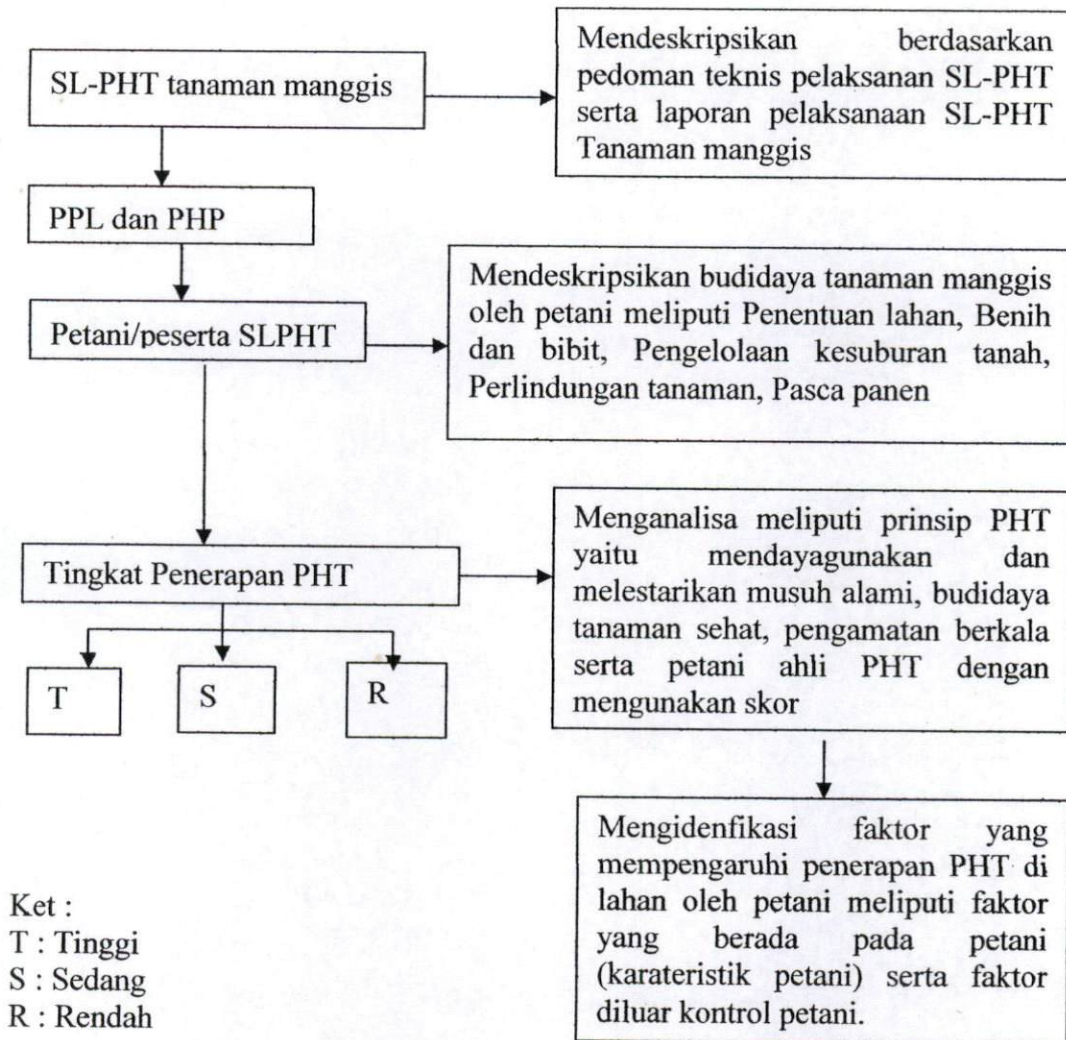 SL-PHT tanaman manggis
Mendeskripsikan berdasarkan
pedoman teknis pelaksanan SL-PHT
serta laporan pelaksanaan SL-PHT
Tanaman manggis
PPL dan PHP
Petani/peserta SLPHT
Mendeskripsikan budidaya tanaman manggis
oleh petani meliputi Penentuan lahan, Benih
dan bibit, Pengelolaan kesuburan tanah,
Perlindungan tanaman, Pasca panen
Tingkat Penerapan PHT
T
S
R
Menganalisa meliputi prinsip PHT
yaitu mendayagunakan dan
melestarikan musuh alami, budidaya
tanaman sehat, pengamatan berkala
serta petani ahli PHT dengan
mengunakan skor
Mengidenfikasi faktor yang
mempengaruhi penerapan PHT di
lahan oleh petani meliputi faktor
yang berada pada petani
(karateristik petani) serta faktor
diluar kontrol petani.
Ket :
T : Tinggi
S : Sedang
R : Rendah